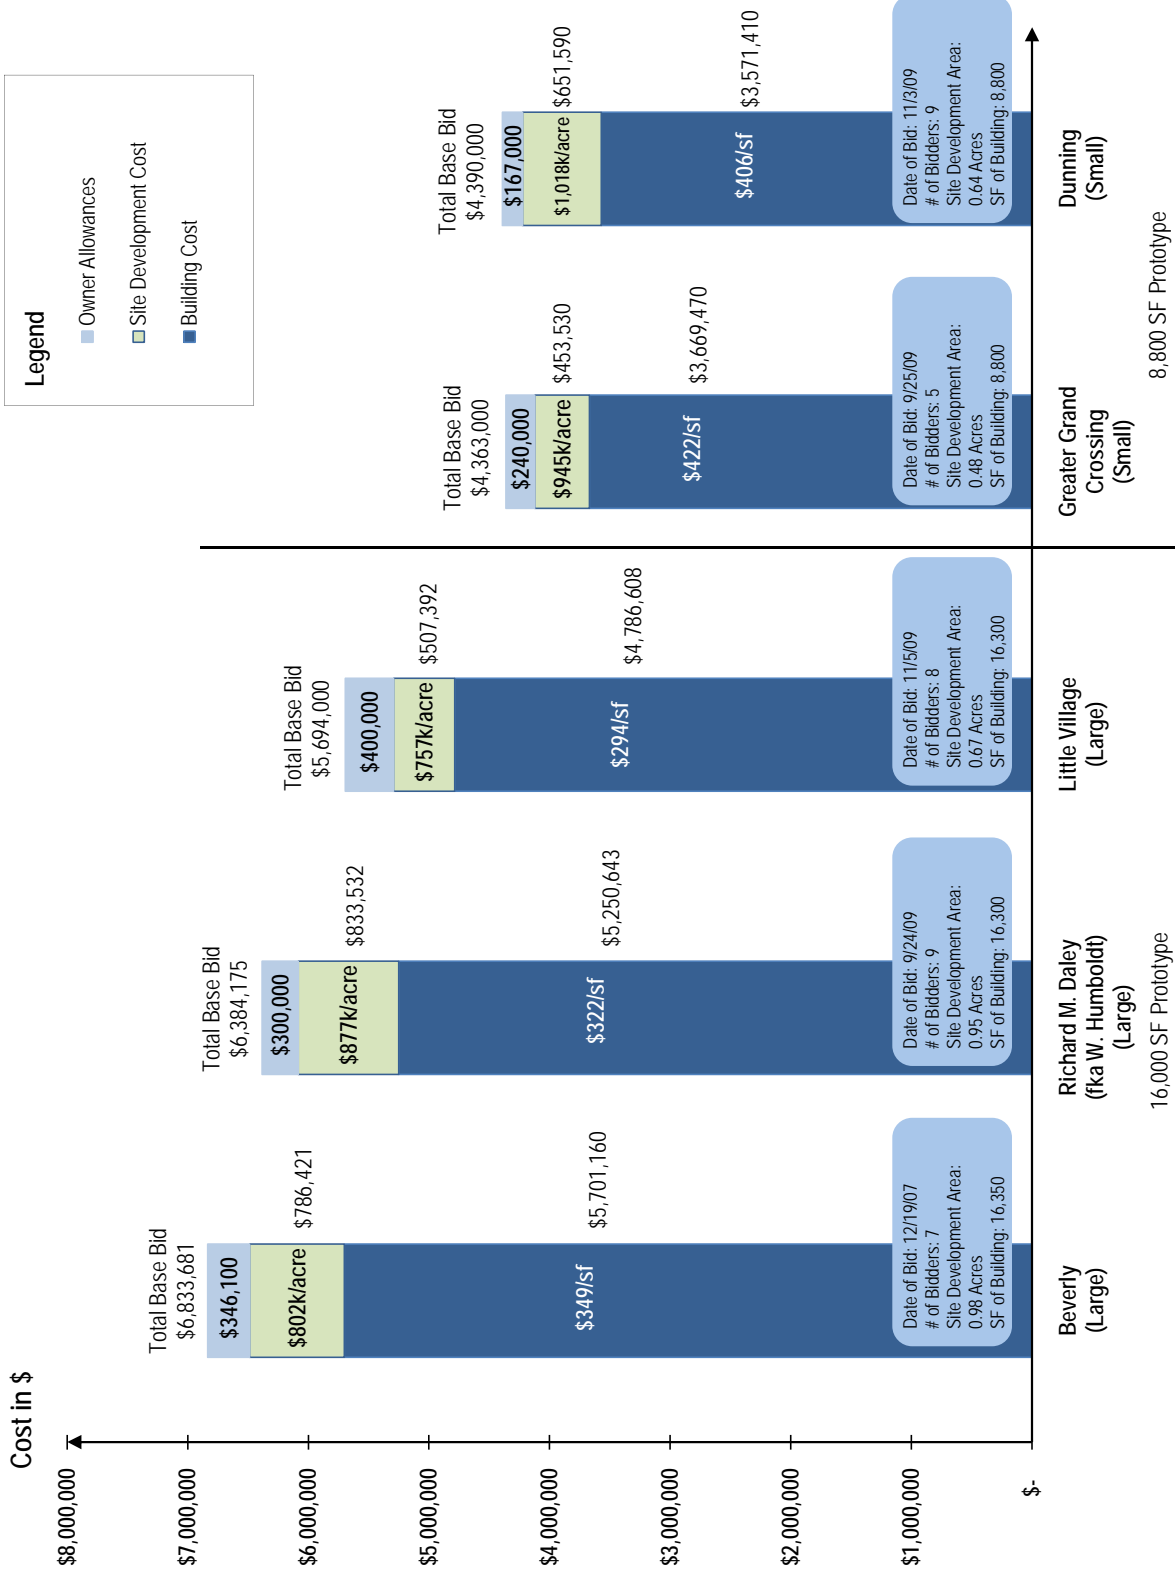 Cost in $
Legend
Owner Allowances
Site Development Cost
Building Cost
$8,000,000
$7,000,000
$6,000,000
$5,000,000
$4,000,000
$3,000,000
$2,000,000
$1,000,000
$-
Total Base Bid
$6,833,681
$346,100
$802k/acre
$786,421
$349/sf
$5,701,160
Date of Bid: 12/19/07
# of Bidders: 7
Site Development Area:
0.98 Acres
SF of Building: 16,350
Beverly
(Large)
Total Base Bid
$6,384,175
$300,000
$877k/acre
$833,532
$322/sf
$5,250,643
Date of Bid: 9/24/09
# of Bidders: 9
Site Development Area:
0.95 Acres
SF of Building: 16,300
Richard M. Daley
(fka W. Humboldt)
(Large)
Total Base Bid
$5,694,000
$400,000
$757k/acre
$507,392
$294/sf
$4,786,608
Date of Bid: 11/5/09
# of Bidders: 8
Site Development Area:
0.67 Acres
SF of Building: 16,300
Little Village
(Large)
16,000 SF Prototype
Total Base Bid
$4,363,000
$240,000
$945k/acre
$453,530
$422/sf
$3,669,470
Date of Bid: 9/25/09
# of Bidders: 5
Site Development Area:
0.48 Acres
SF of Building: 8,800
Greater Grand
Crossing
(Small)
Total Base Bid
$4,390,000
$167,000
$1,018k/acre
$651,590
$406/sf
$3,571,410
Date of Bid: 11/3/09
# of Bidders: 9
Site Development Area:
0.64 Acres
SF of Building: 8,800
Dunning
(Small)
8,800 SF Prototype